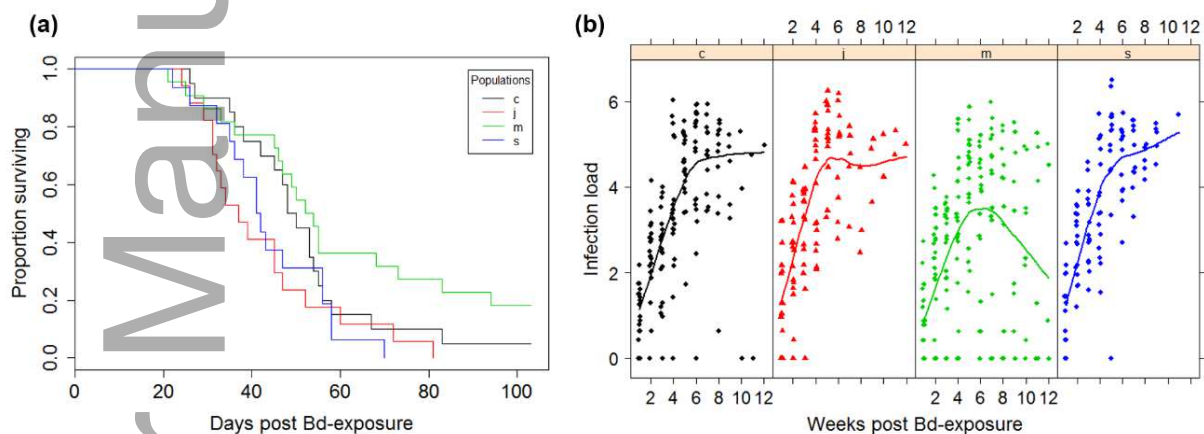 (a)
Proportion surviving
1.0
0.8
0.6
0.4
0.2
0.0
Populations
c
j
m
s
0 20 40 60 80 100
Days post Bd-exposure
(b)
2 4 6 8 10 12 2 4 6 8 10 12
c j m s
Infection load
6
4
2
0
2 4 6 8 10 12 2 4 6 8 10 12
Weeks post Bd-exposure
r Manu